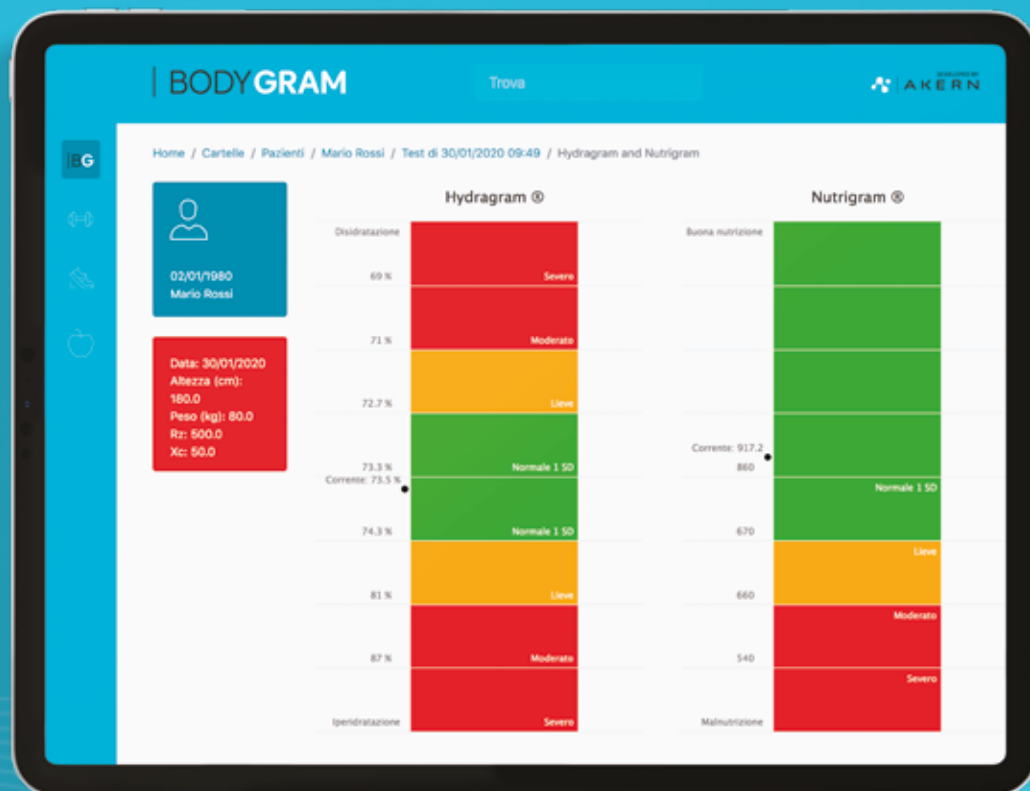 BODYGRAM
Trova
DEVELOPED BY
AKERN
BG
Home / Cartelle / Pazienti / Mario Rossi / Test di 30/01/2020 09:49 / Hydragram and Nutrigram
02/01/1980
Mario Rossi
Data: 30/01/2020
Altezza (cm):
180.0
Peso (kg): 80.0
Rz: 500.0
Xc: 50.0
Hydragram ®
Disidratazione
69 %
Severo
71 %
Moderato
72.7 %
Lieve
73.3 %
Normale 1 SD
Corrente: 73.5 %
74.3 %
Normale 1 SD
81 %
Lieve
87 %
Moderato
Iperidratazione
Severo
Nutrigram ®
Buona nutrizione
Corrente: 917.2
860
Normale 1 SD
670
Lieve
660
Moderato
540
Severo
Malnutrizione